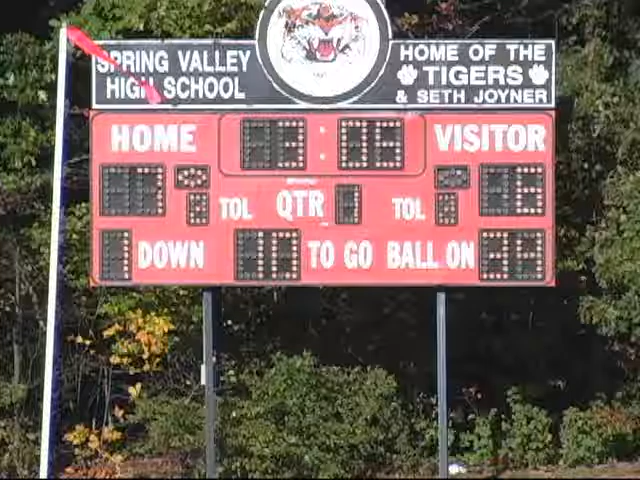 SPRING VALLEY
HIGH SCHOOL
HOME OF THE
TIGERS
& SETH JOYNER
HOME
VISITOR
TOL QTR TOL
DOWN TO GO BALL ON